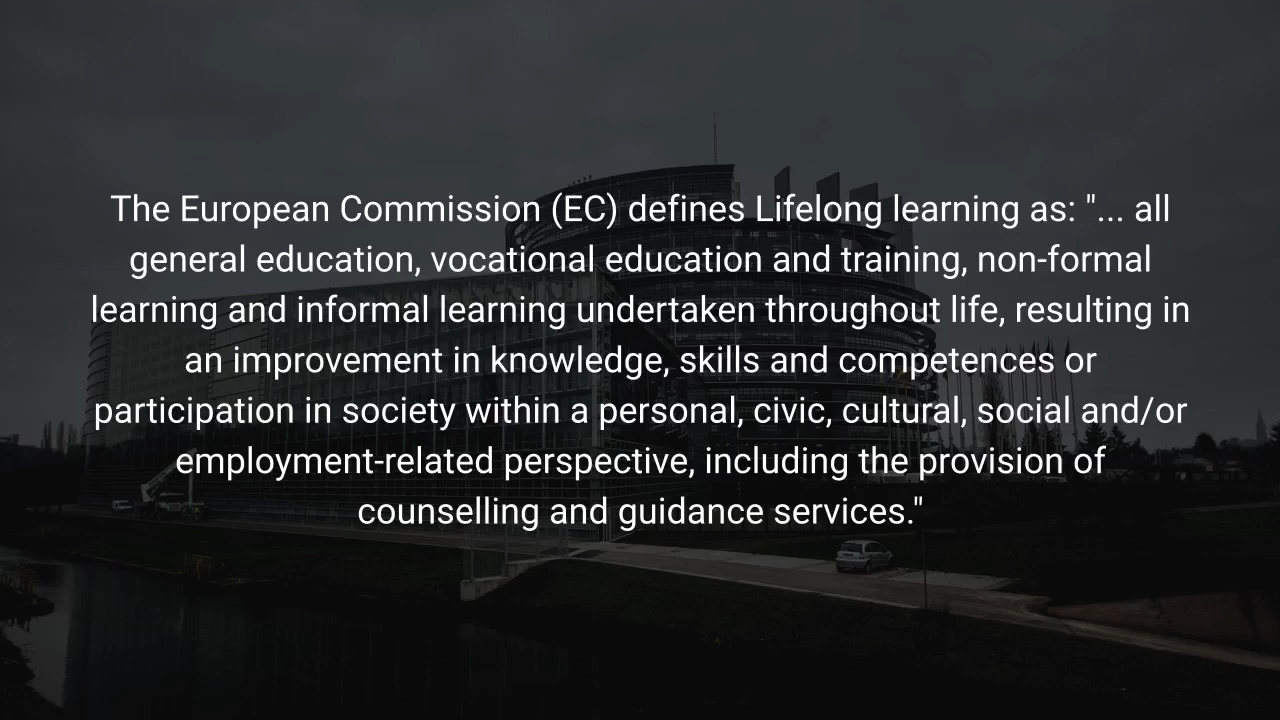 The European Commission (EC) defines Lifelong learning as: "... all
general education, vocational education and training, non-formal
learning and informal learning undertaken throughout life, resulting in
an improvement in knowledge, skills and competences or
participation in society within a personal, civic, cultural, social and/or
employment-related perspective, including the provision of
counselling and guidance services."